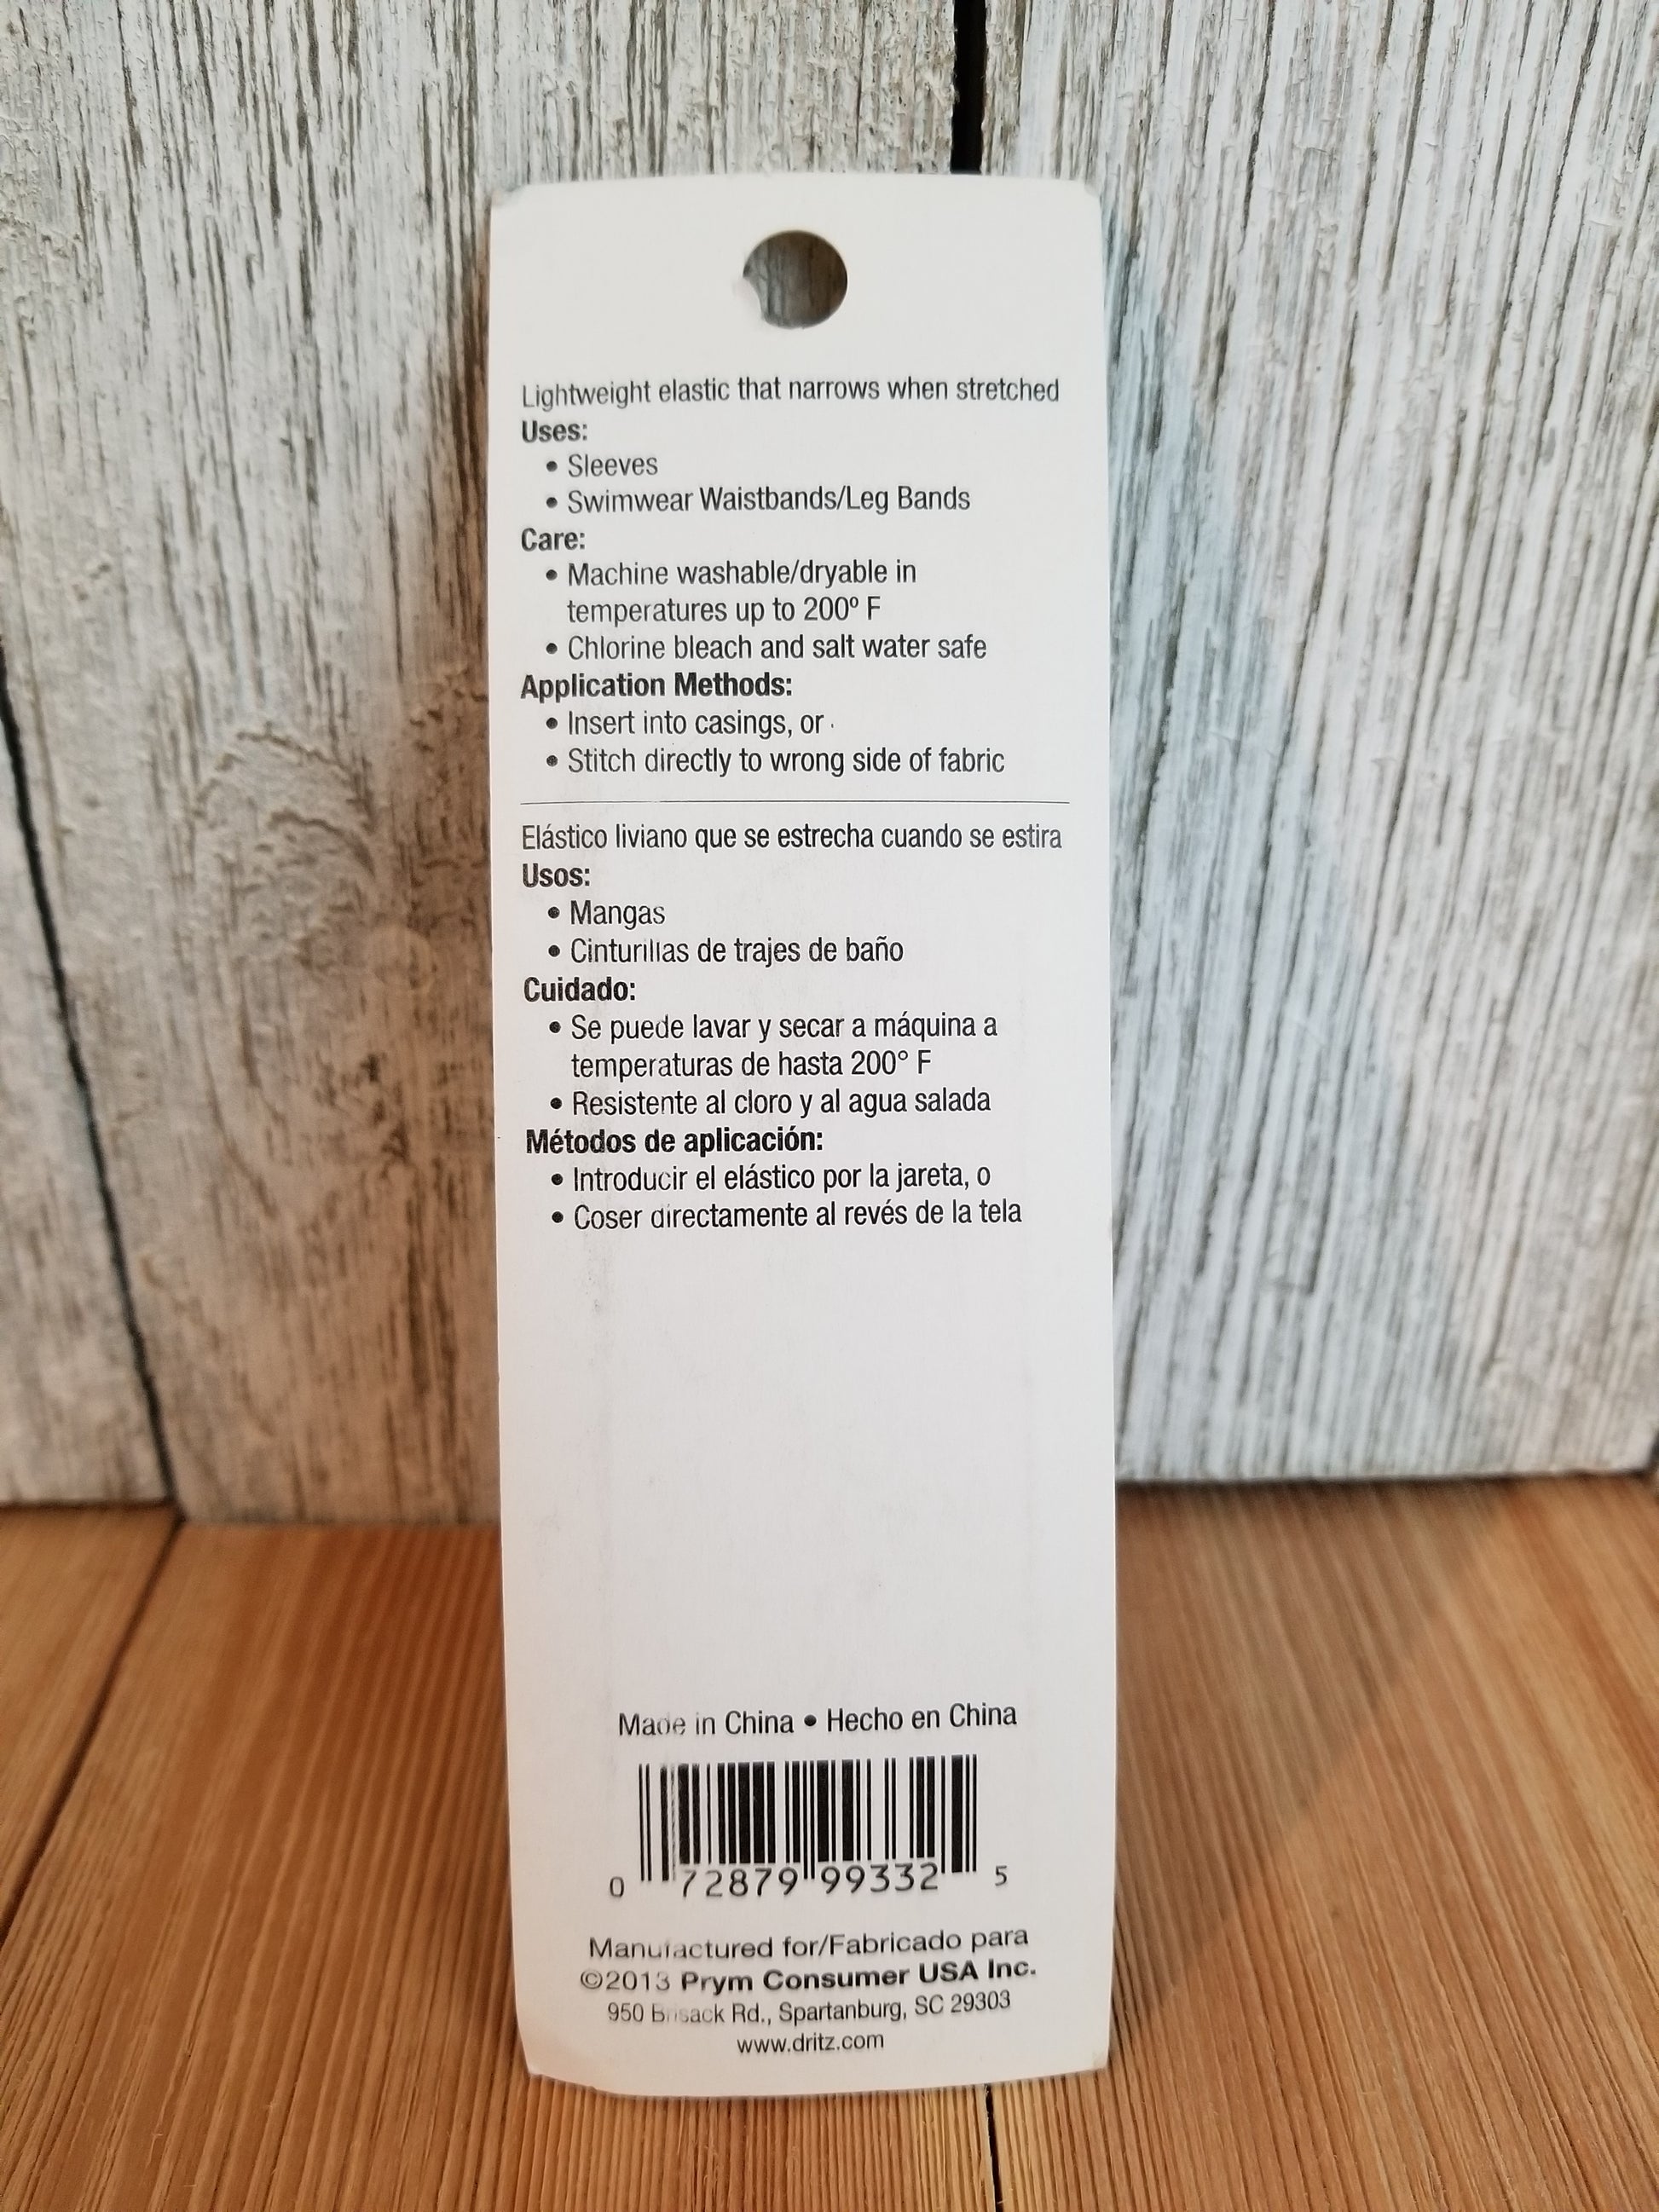 Lightweight elastic that narrows when stretched
Uses:
• Sleeves
• Swimwear Waistbands/Leg Bands
Care:
• Machine washable/dryable in
temperatures up to 200º F
• Chlorine bleach and salt water safe
Application Methods:
• Insert into casings, or
• Stitch directly to wrong side of fabric
Elástico liviano que se estrecha cuando se estira
Usos:
• Mangas
• Cinturillas de trajes de baño
Cuidado:
• Se puede lavar y secar a máquina a
temperaturas de hasta 200° F
• Resistente al cloro y al agua salada
Métodos de aplicación:
• Introducir el elástico por la jareta, o
• Coser directamente al revés de la tela
Made in China • Hecho en China
0 72879 99332 5
Manufactured for/Fabricado para
©2013 Prym Consumer USA Inc.
950 Brisack Rd., Spartanburg, SC 29303
www.dritz.com